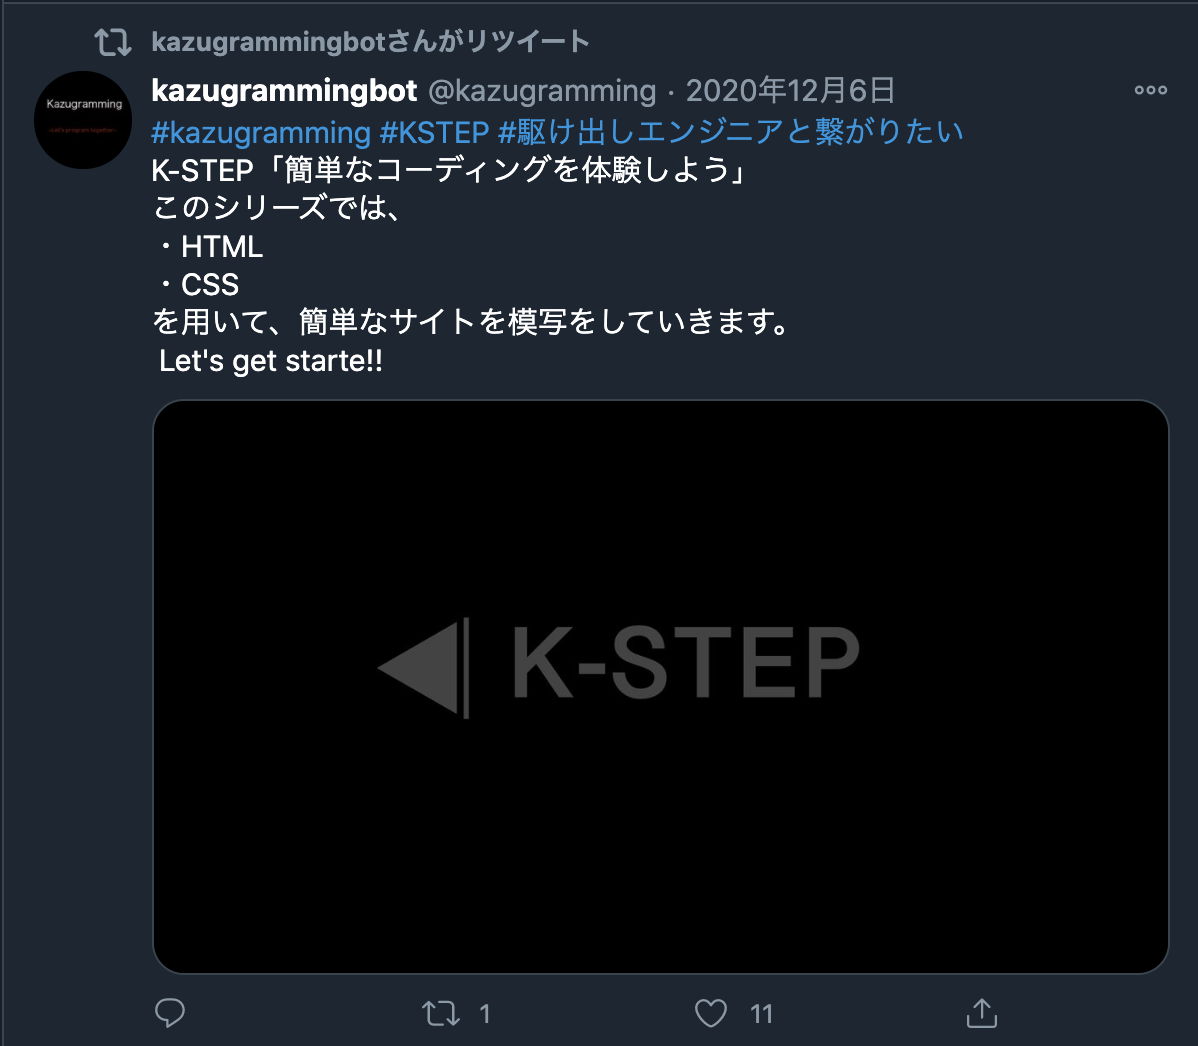 kazugrammingbotさんがリツイート
Kazugramming
kazugrammingbot @kazugramming · 2020年12月6日
#kazugramming #KSTEP #駆け出しエンジニアと繋がりたい
K-STEP「簡単なコーディングを体験しよう」
このシリーズでは、
・HTML
・CSS
を用いて、簡単なサイトを模写をしていきます。
Let's get starte!!
K-STEP
1 11